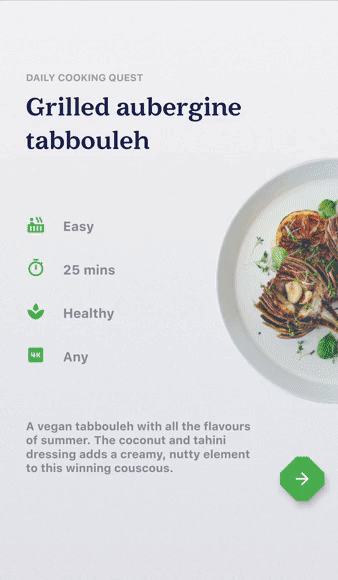 DAILY COOKING QUEST
Grilled aubergine
tabbouleh
Easy
25 mins
Healthy
4K
Any
A vegan tabbouleh with all the flavours
of summer. The coconut and tahini
dressing adds a creamy, nutty element
to this winning couscous.